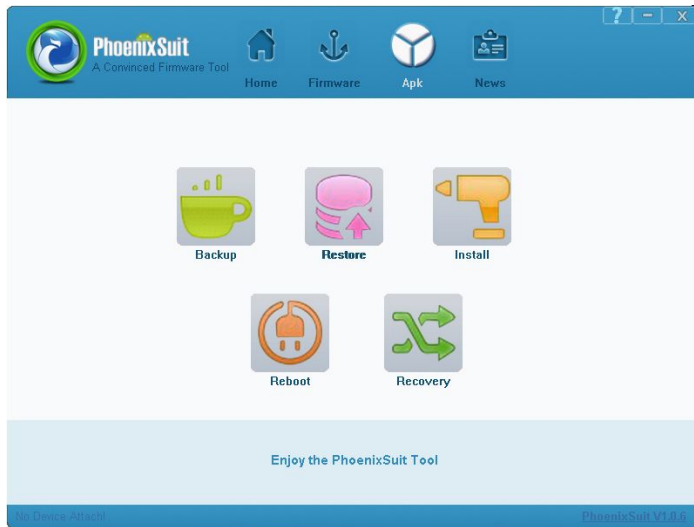 ? – x
PhoenixSuit
A Convinced Firmware Tool
Home Firmware Apk News
Backup Restore Install
Reboot Recovery
Enjoy the PhoenixSuit Tool
No Device Attach! PhoenixSuit V1.0.6